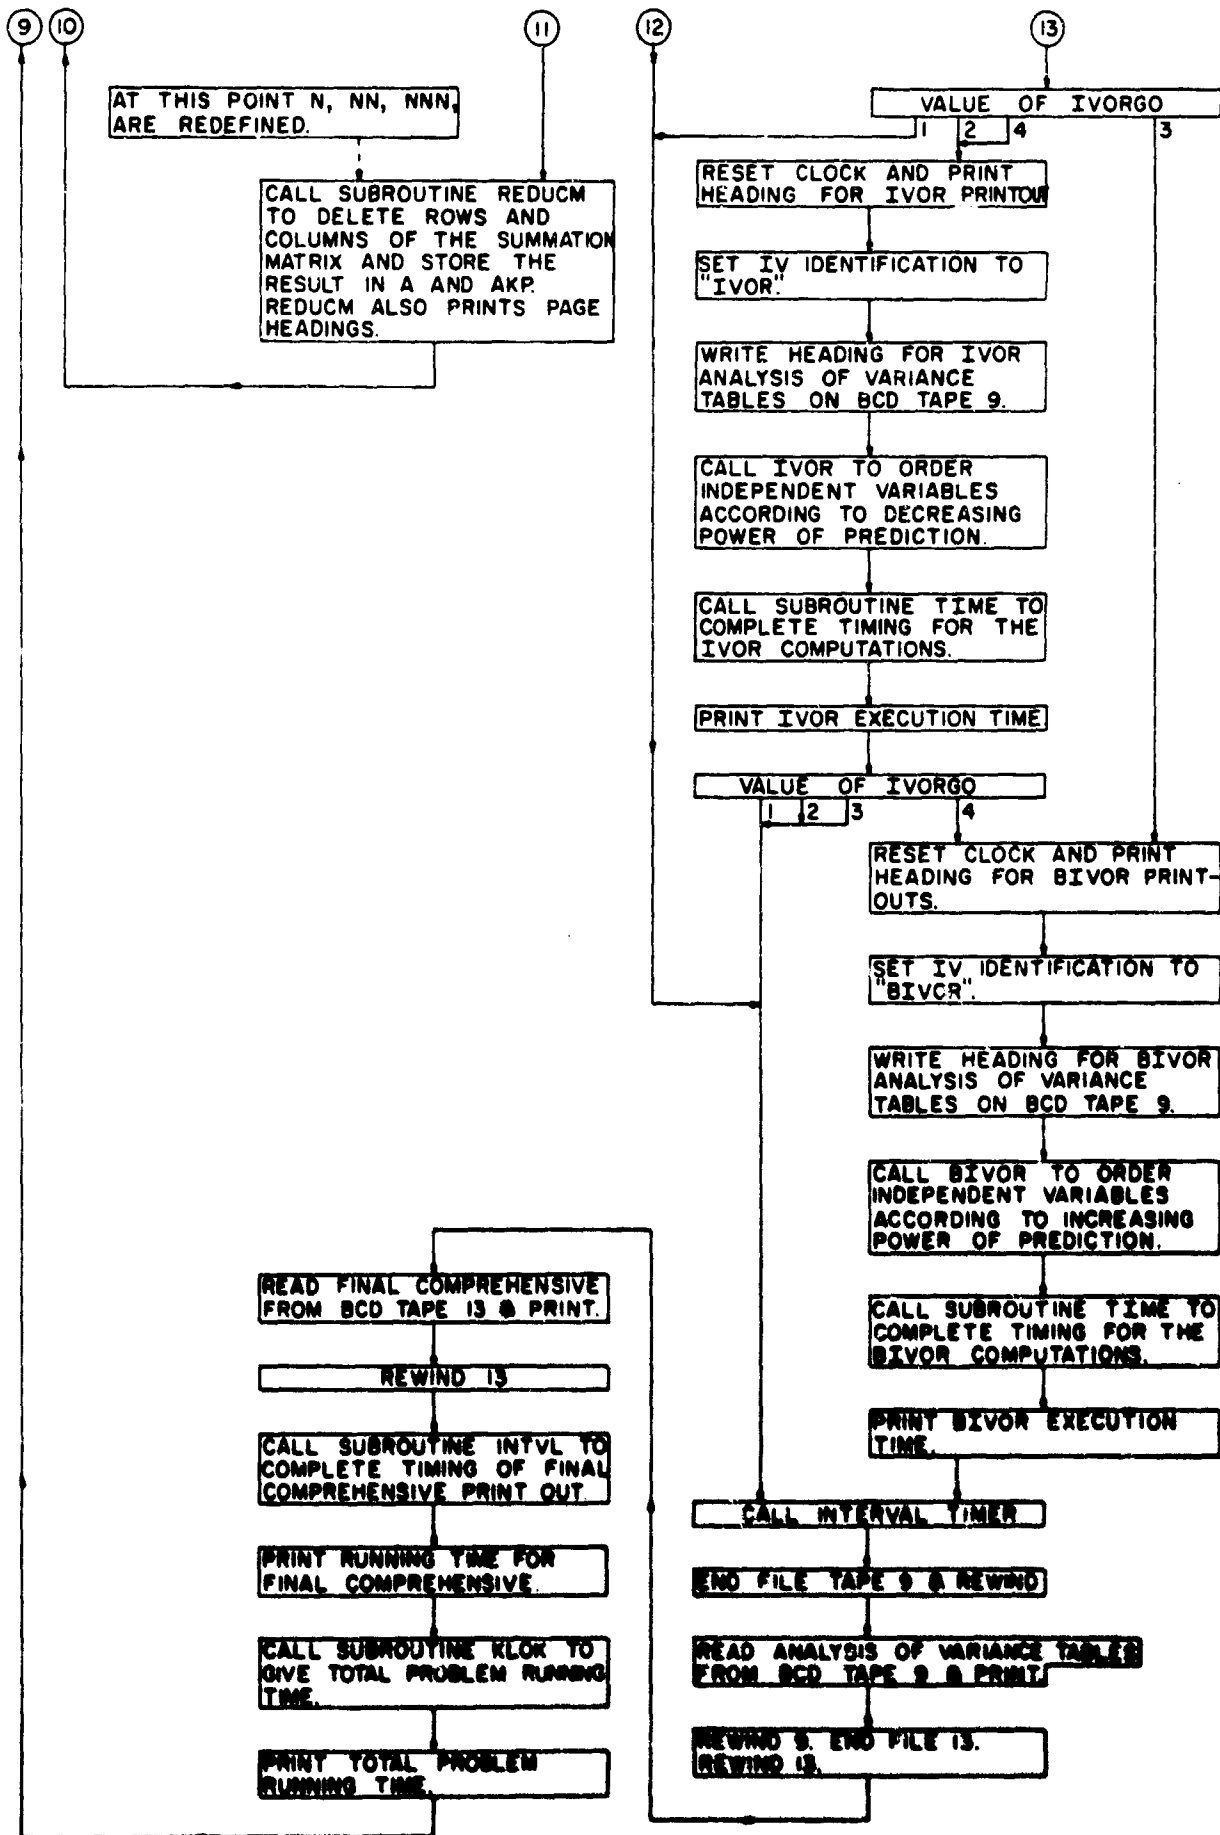 9
10
11
12
13
AT THIS POINT N, NN, NNN,
ARE REDEFINED.
CALL SUBROUTINE REDUCM
TO DELETE ROWS AND
COLUMNS OF THE SUMMATION
MATRIX AND STORE THE
RESULT IN A AND AKP.
REDUCM ALSO PRINTS PAGE
HEADINGS.
VALUE OF IVORGO
1 2 4 3
RESET CLOCK AND PRINT
HEADING FOR IVOR PRINTOUT
SET IV IDENTIFICATION TO
"IVOR".
WRITE HEADING FOR IVOR
ANALYSIS OF VARIANCE
TABLES ON BCD TAPE 9.
CALL IVOR TO ORDER
INDEPENDENT VARIABLES
ACCORDING TO DECREASING
POWER OF PREDICTION.
CALL SUBROUTINE TIME TO
COMPLETE TIMING FOR THE
IVOR COMPUTATIONS.
PRINT IVOR EXECUTION TIME
VALUE OF IVORGO
1 2 3 4
RESET CLOCK AND PRINT
HEADING FOR BIVOR PRINT-
OUTS.
SET IV IDENTIFICATION TO
"BIVOR".
WRITE HEADING FOR BIVOR
ANALYSIS OF VARIANCE
TABLES ON BCD TAPE 9.
CALL BIVOR TO ORDER
INDEPENDENT VARIABLES
ACCORDING TO INCREASING
POWER OF PREDICTION.
CALL SUBROUTINE TIME TO
COMPLETE TIMING FOR THE
BIVOR COMPUTATIONS.
PRINT BIVOR EXECUTION
TIME.
CALL INTERVAL TIMER
END FILE TAPE 9 & REWIND
READ ANALYSIS OF VARIANCE TABLES
FROM BCD TAPE 9 & PRINT.
REWIND 9. END FILE 13.
REWIND 13.
READ FINAL COMPREHENSIVE
FROM BCD TAPE 13 & PRINT.
REWIND 13
CALL SUBROUTINE INTVL TO
COMPLETE TIMING OF FINAL
COMPREHENSIVE PRINT OUT.
PRINT RUNNING TIME FOR
FINAL COMPREHENSIVE.
CALL SUBROUTINE KLOK TO
GIVE TOTAL PROBLEM RUNNING
TIME.
PRINT TOTAL PROBLEM
RUNNING TIME.